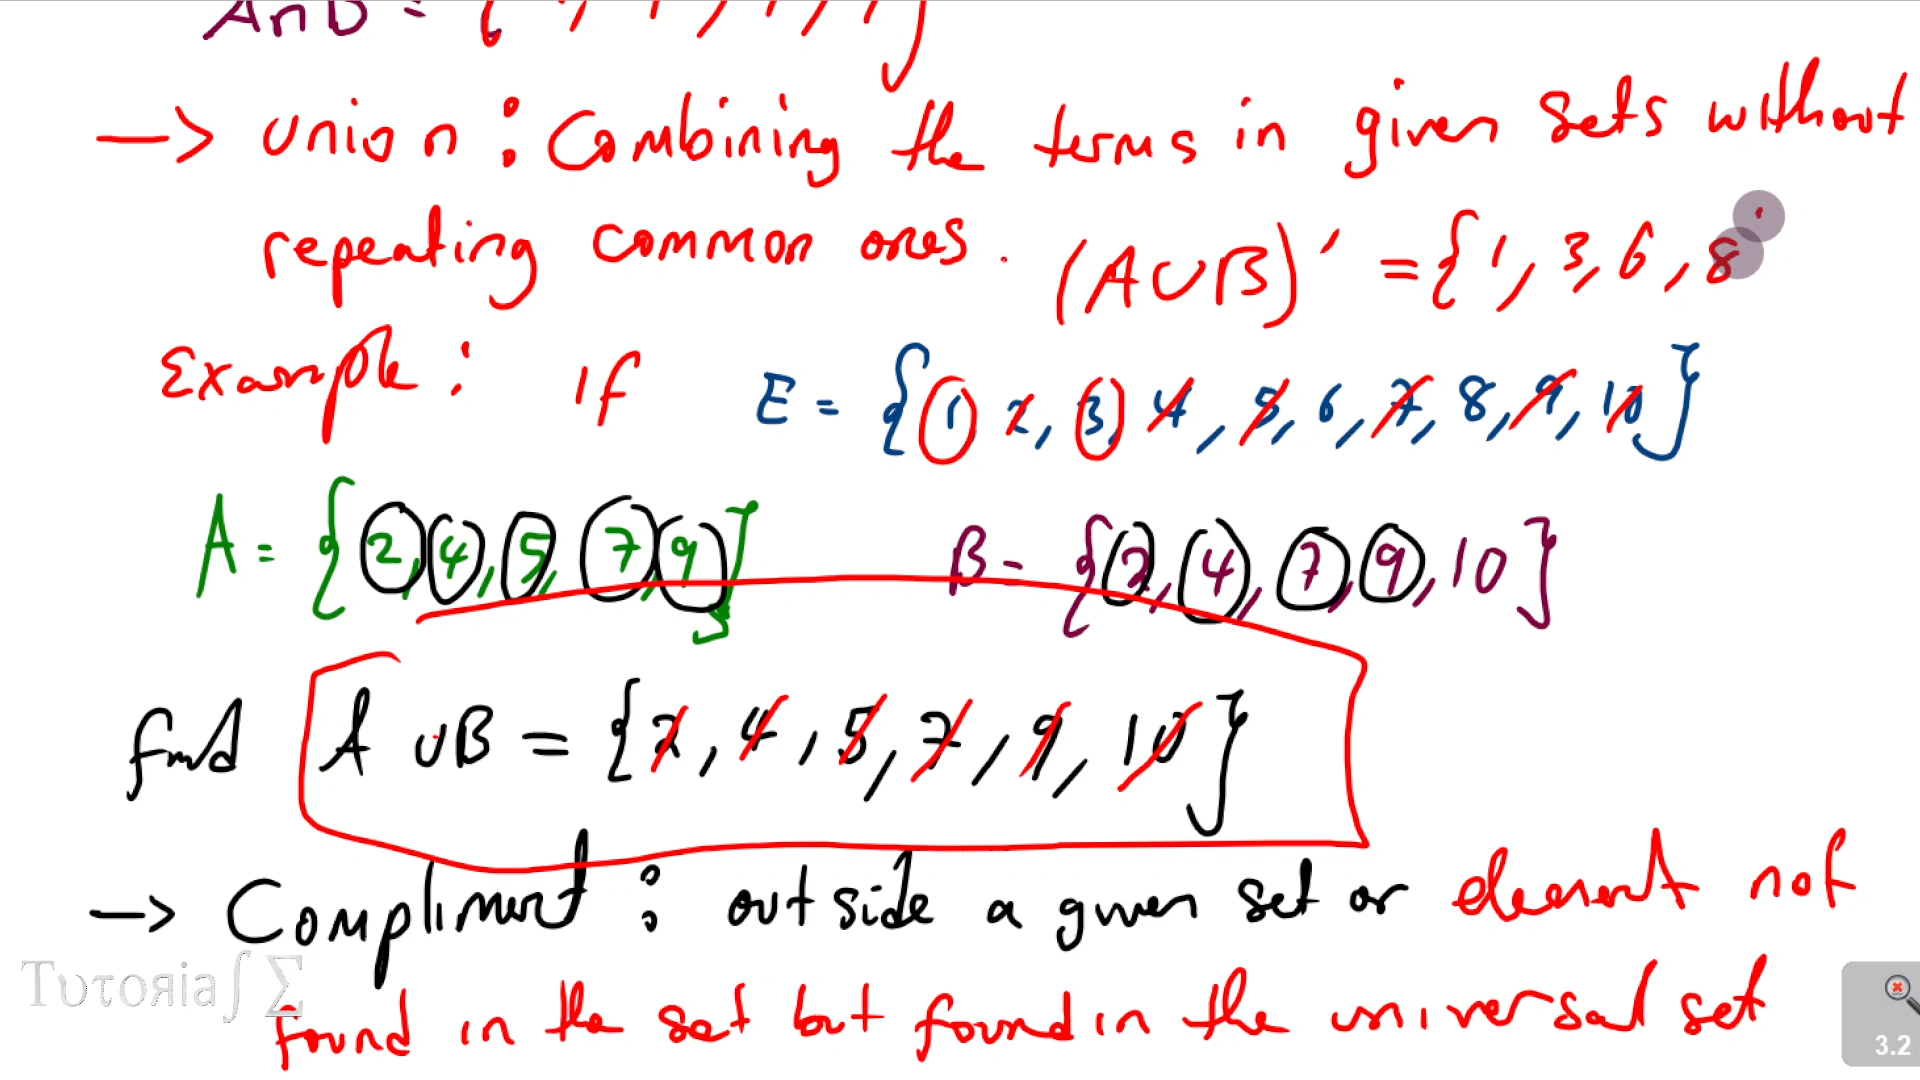 A∩B = {
→ union : Combining the terms in given sets without
repeating common ones. (A∪B)' = {1, 3, 6, 8
Example : If E = {1 2, 3, 4, 5, 6, 7, 8, 9, 10}
A = {2, 4, 5, 7, 9} B = {2, 4, 7, 9, 10}
find A ∪B = {2, 4, 5, 7, 9, 10}
→ Compliment : outside a given set or element not
TυτoЯia∫ Σ
found in the set but found in the universal set
3.2